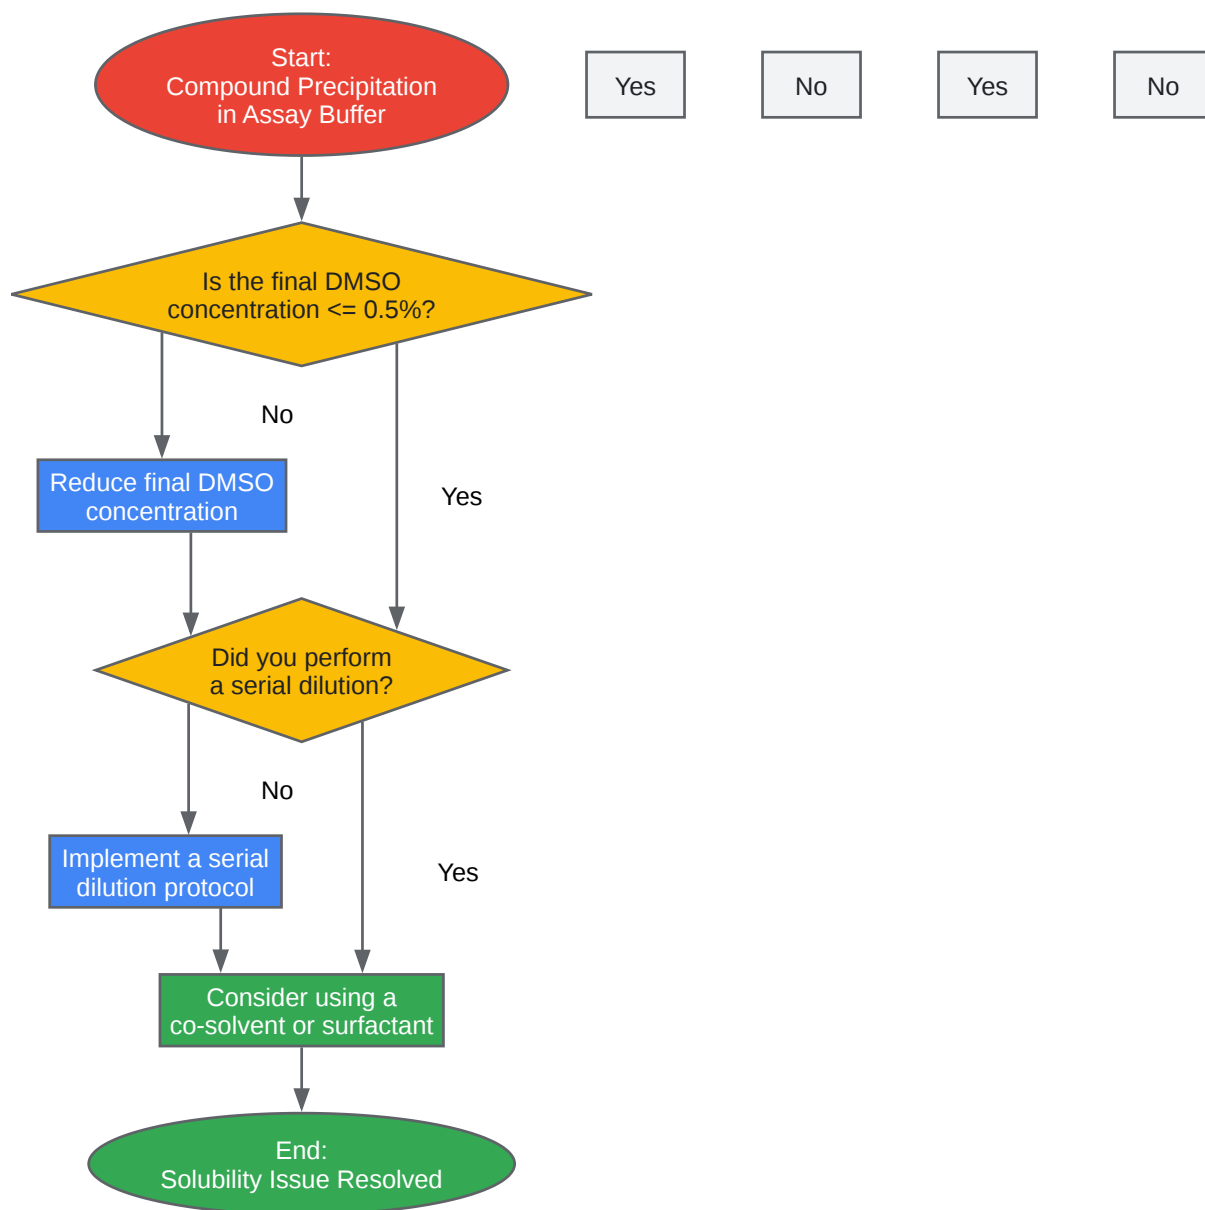 Start:
Compound Precipitation
in Assay Buffer
Yes
No
Yes
No
Is the final DMSO
concentration <= 0.5%?
No
Reduce final DMSO
concentration
Yes
Did you perform
a serial dilution?
No
Implement a serial
dilution protocol
Yes
Consider using a
co-solvent or surfactant
End:
Solubility Issue Resolved